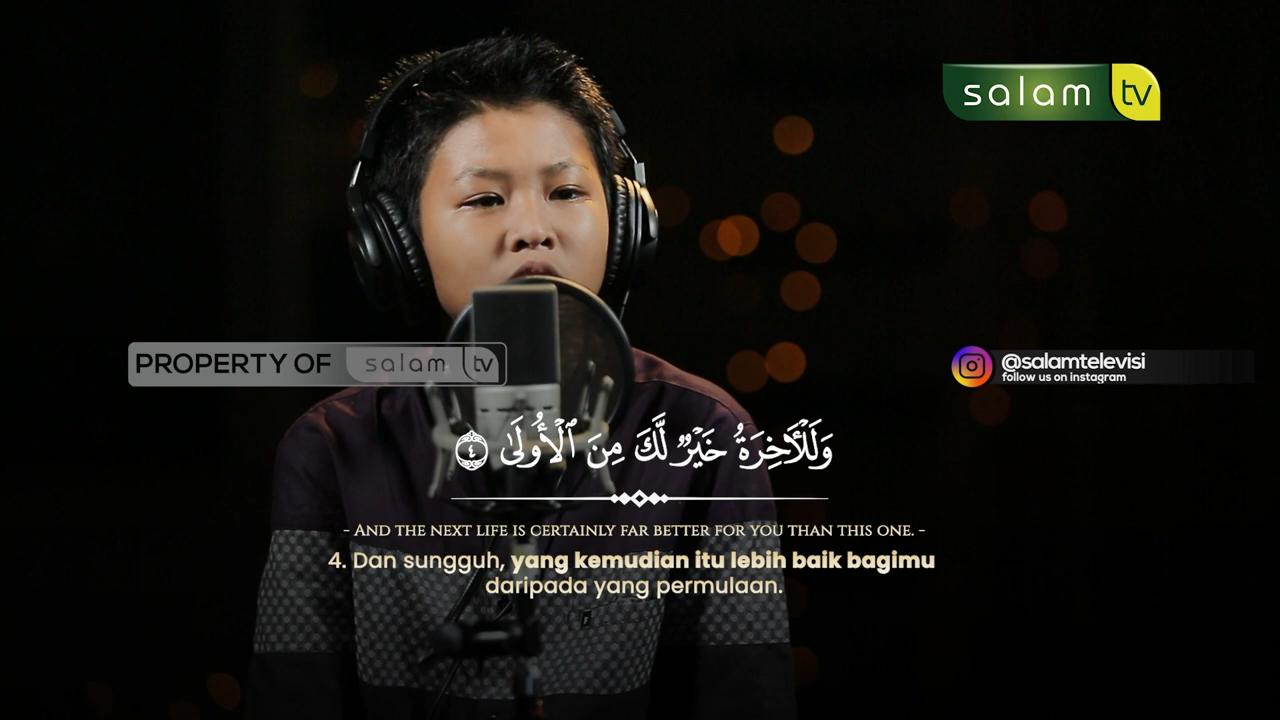 salam tv
PROPERTY OF salam tv
@salamtelevisi
follow us on instagram
وَلَلْـَٔاخِرَةُ خَيْرٌ لَّكَ مِنَ ٱلْأُولَىٰ ٤
- AND THE NEXT LIFE IS CERTAINLY FAR BETTER FOR YOU THAN THIS ONE. -
4. Dan sungguh, yang kemudian itu lebih baik bagimu
daripada yang permulaan.